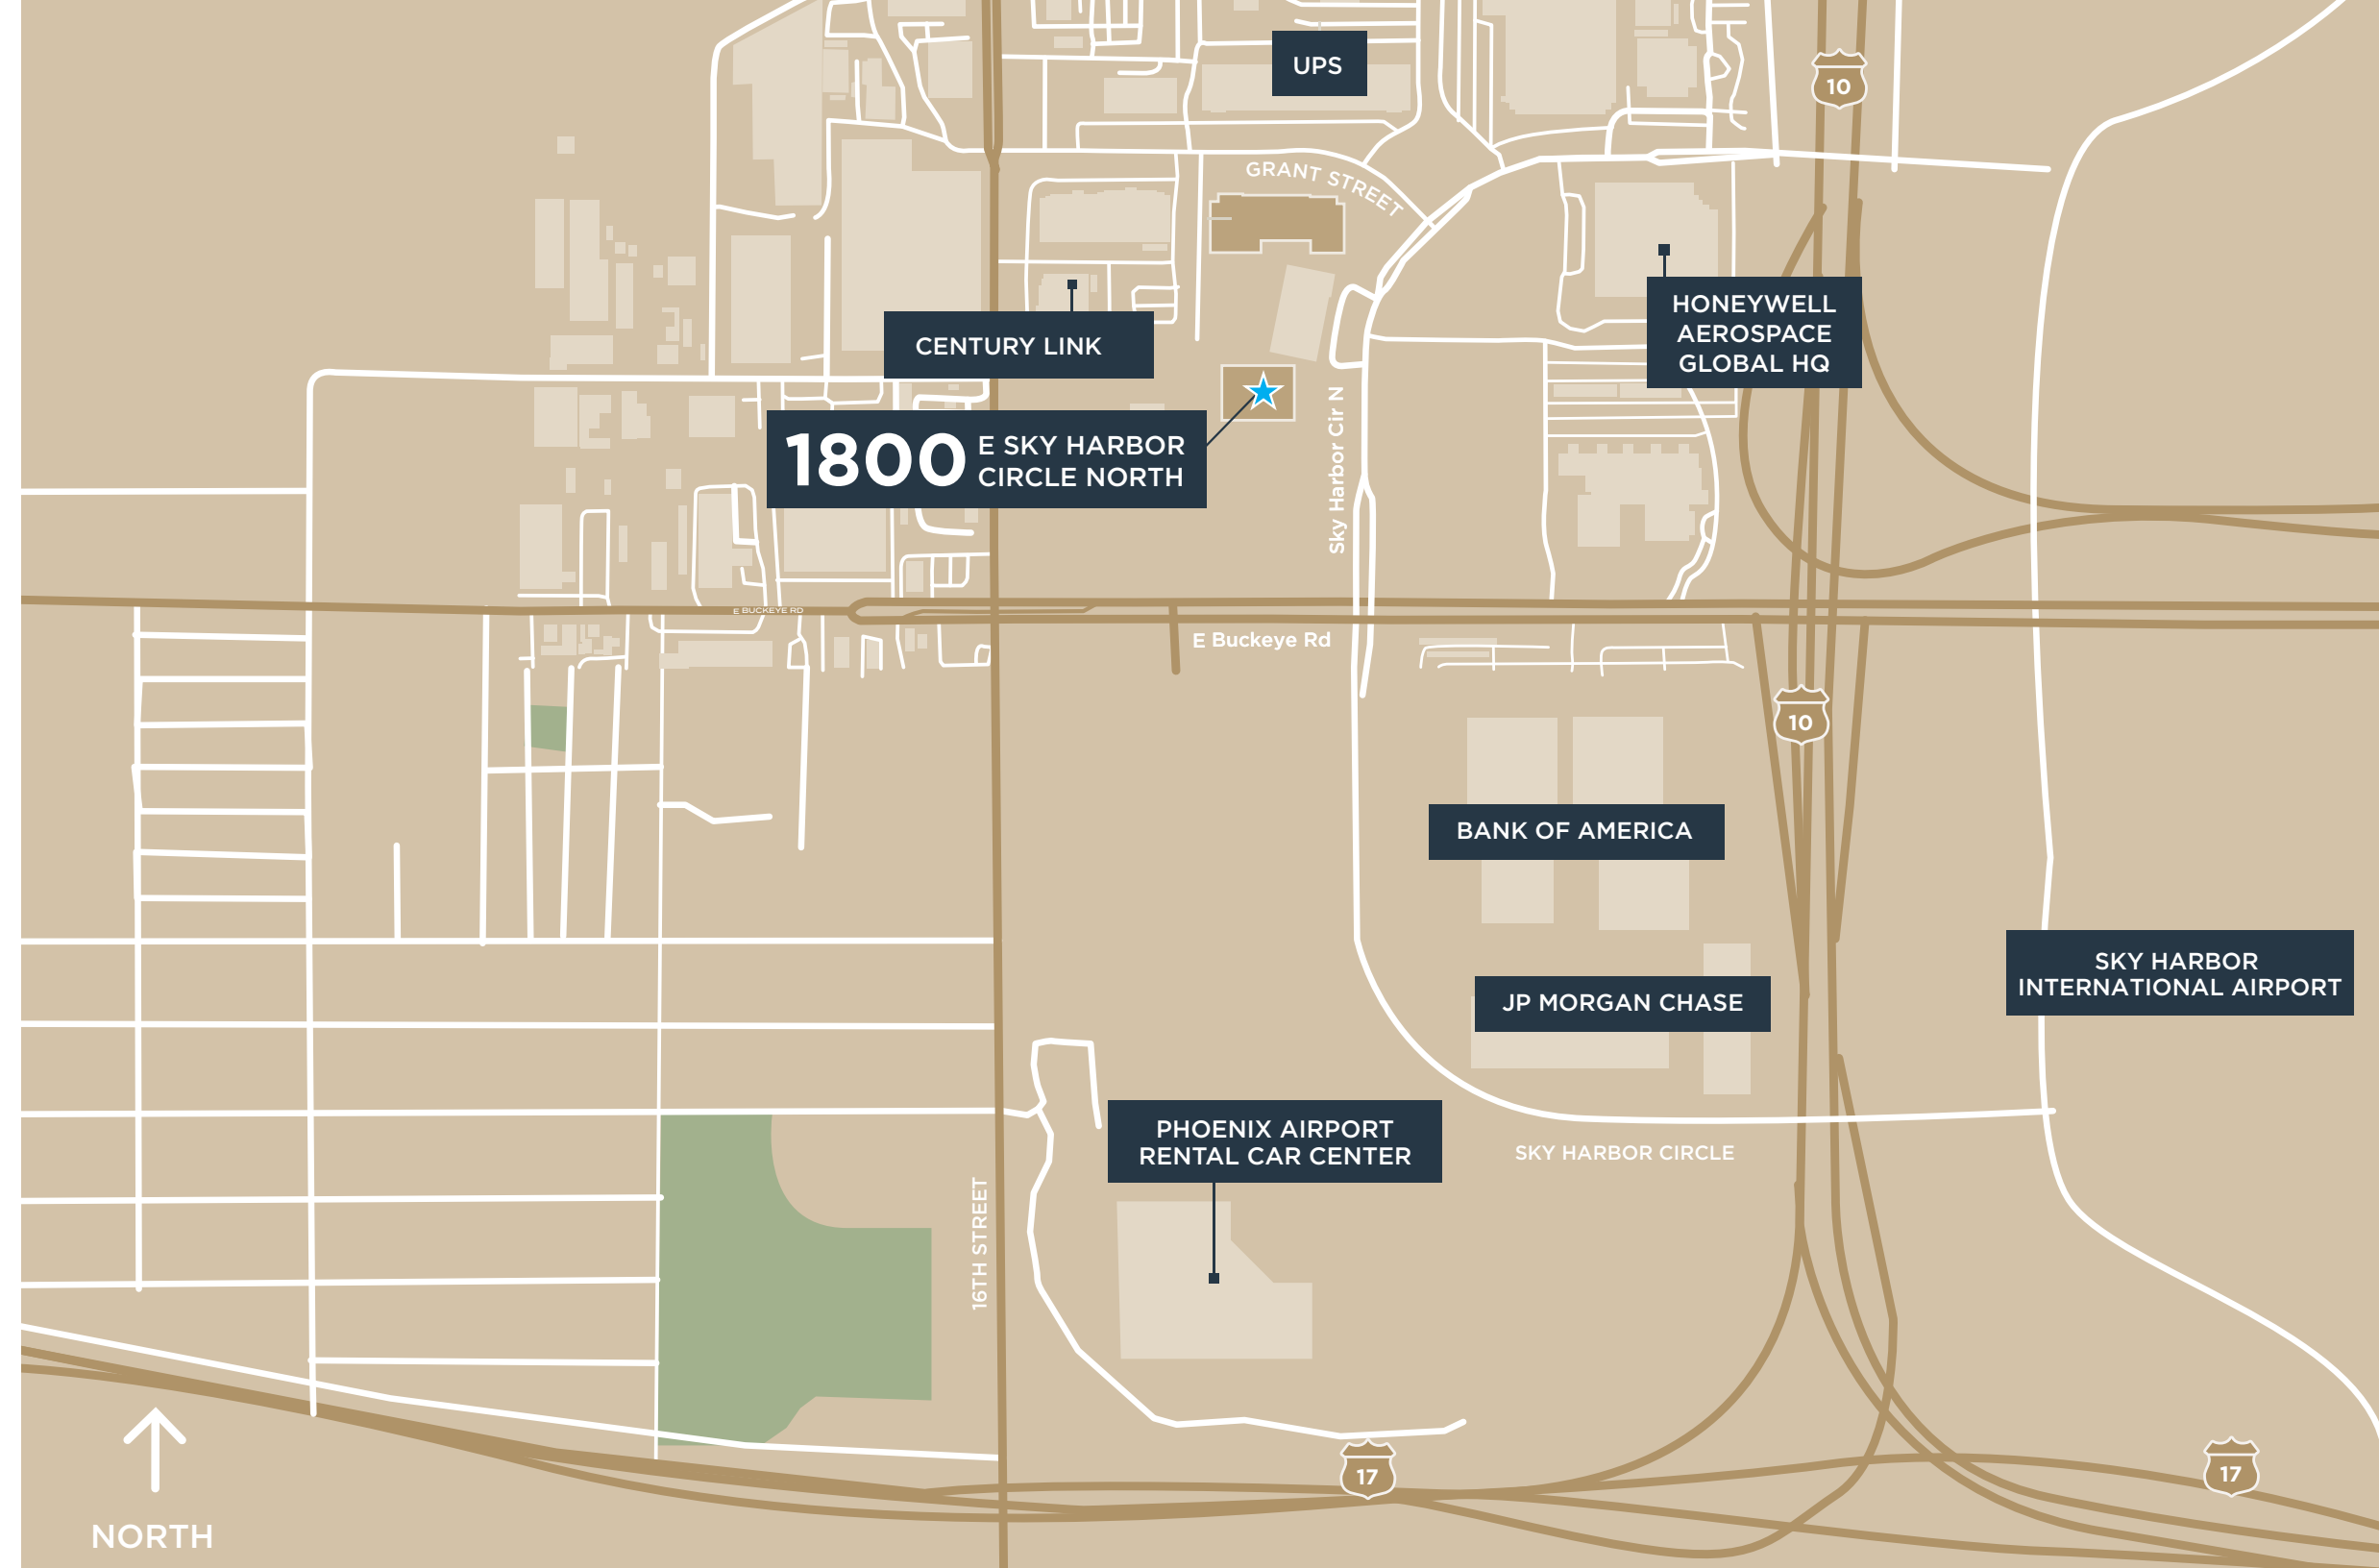 UPS
10
GRANT STREET
HONEYWELL
AEROSPACE
GLOBAL HQ
CENTURY LINK
1800 E SKY HARBOR
CIRCLE NORTH
Sky Harbor Cir N
E BUCKEYE RD
E Buckeye Rd
10
BANK OF AMERICA
SKY HARBOR
INTERNATIONAL AIRPORT
JP MORGAN CHASE
PHOENIX AIRPORT
RENTAL CAR CENTER
SKY HARBOR CIRCLE
16TH STREET
17
17
NORTH